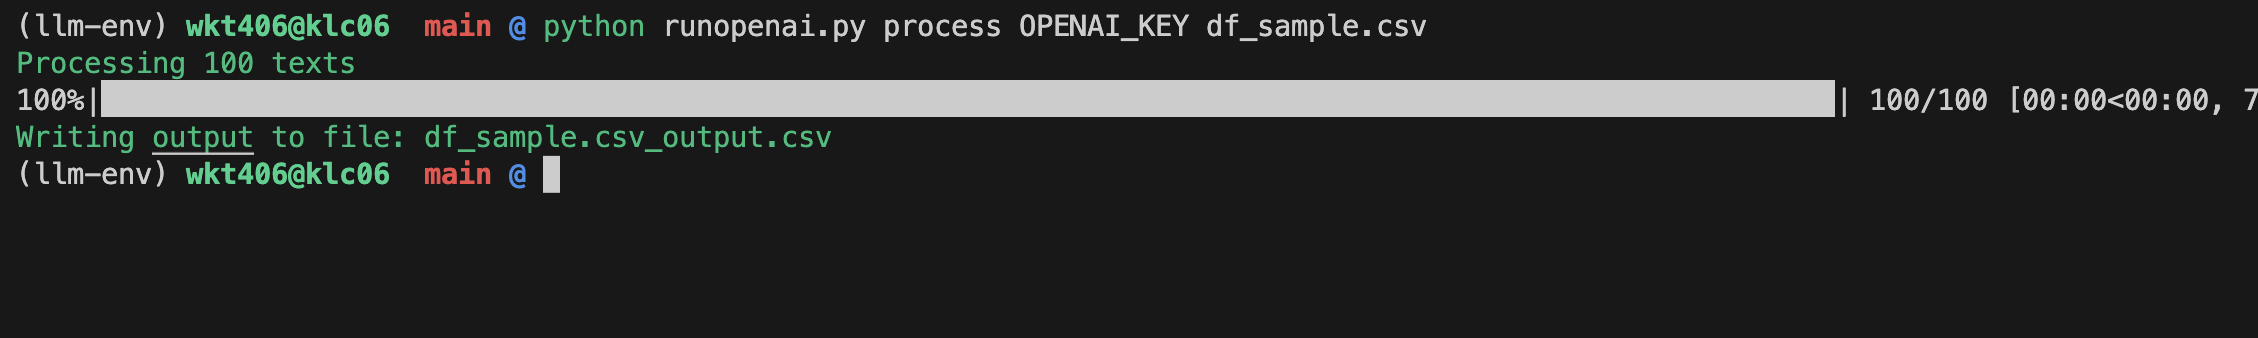 (llm-env) wkt406@klc06 main @ python runopenai.py process OPENAI_KEY df_sample.csv
Processing 100 texts
100%| | 100/100 [00:00<00:00, 7
Writing output to file: df_sample.csv_output.csv
(llm-env) wkt406@klc06 main @